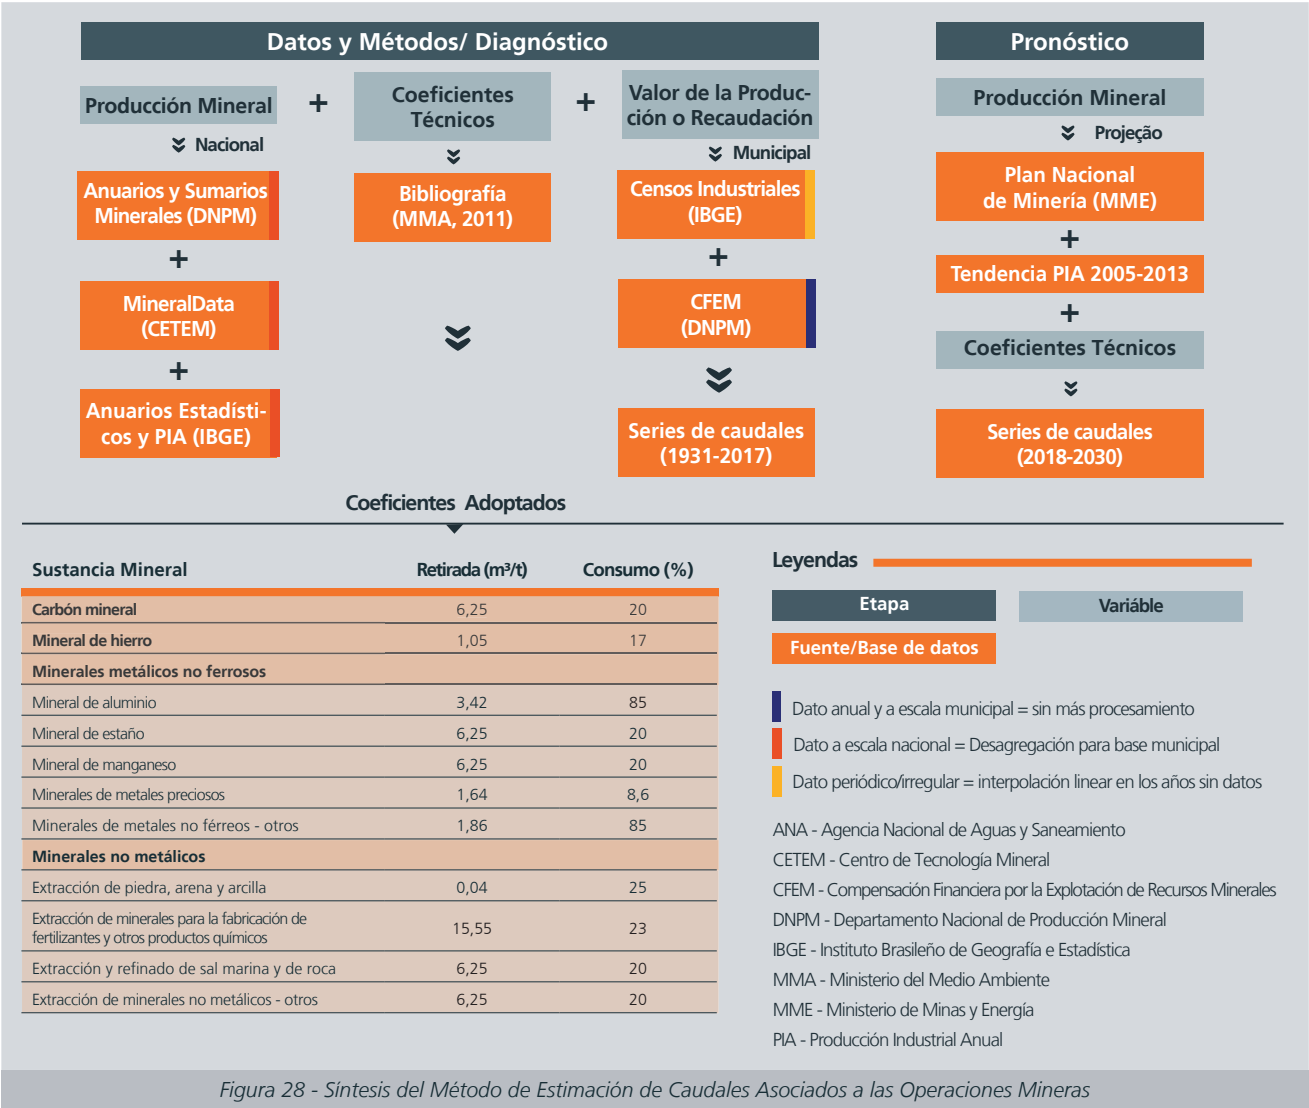 Datos y Métodos/ Diagnóstico
Producción Mineral
+
Coeficientes
Técnicos
+
Valor de la Produc-
ción o Recaudación
Nacional
Municipal
Anuarios y Sumarios
Minerales (DNPM)
+
MineralData
(CETEM)
+
Anuarios Estadísti-
cos y PIA (IBGE)
Bibliografía
(MMA, 2011)
Censos Industriales
(IBGE)
+
CFEM
(DNPM)
Series de caudales
(1931-2017)
Pronóstico
Producción Mineral
Projeção
Plan Nacional
de Minería (MME)
+
Tendencia PIA 2005-2013
+
Coeficientes Técnicos
Series de caudales
(2018-2030)
Coeficientes Adoptados
Sustancia Mineral Retirada (m³/t) Consumo (%)
Carbón mineral 6,25 20
Mineral de hierro 1,05 17
Minerales metálicos no ferrosos
Mineral de aluminio 3,42 85
Mineral de estaño 6,25 20
Mineral de manganeso 6,25 20
Minerales de metales preciosos 1,64 8,6
Minerales de metales no férreos - otros 1,86 85
Minerales no metálicos
Extracción de piedra, arena y arcilla 0,04 25
Extracción de minerales para la fabricación de
fertilizantes y otros productos químicos 15,55 23
Extracción y refinado de sal marina y de roca 6,25 20
Extracción de minerales no metálicos - otros 6,25 20
Leyendas
Etapa
Variáble
Fuente/Base de datos
Dato anual y a escala municipal = sin más procesamiento
Dato a escala nacional = Desagregación para base municipal
Dato periódico/irregular = interpolación linear en los años sin datos
ANA - Agencia Nacional de Aguas y Saneamiento
CETEM - Centro de Tecnología Mineral
CFEM - Compensación Financiera por la Explotación de Recursos Minerales
DNPM - Departamento Nacional de Producción Mineral
IBGE - Instituto Brasileño de Geografía e Estadística
MMA - Ministerio del Medio Ambiente
MME - Ministerio de Minas y Energía
PIA - Producción Industrial Anual
Figura 28 - Síntesis del Método de Estimación de Caudales Asociados a las Operaciones Mineras